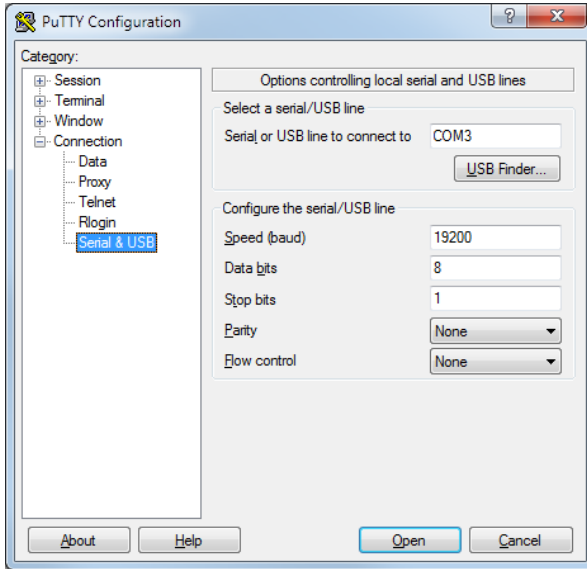 PuTTY Configuration
Category:
Session
Terminal
Window
Connection
Data
Proxy
Telnet
Rlogin
Serial & USB
Options controlling local serial and USB lines
Select a serial/USB line
Serial or USB line to connect to COM3
USB Finder...
Configure the serial/USB line
Speed (baud) 19200
Data bits 8
Stop bits 1
Parity None
Flow control None
About Help Open Cancel